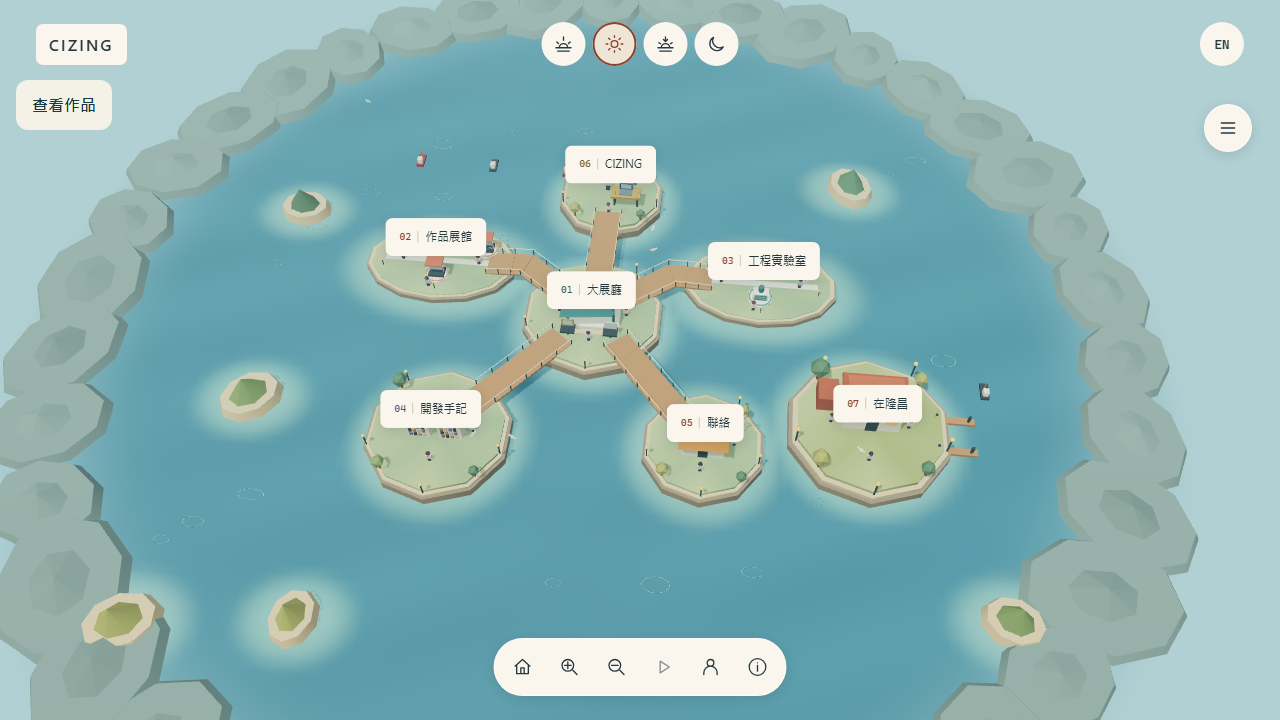 CIZING
EN
查看作品
06 CIZING
02 作品展館
03 工程實驗室
01 大展廳
04 開發手記
05 聯絡
07 在隆昌